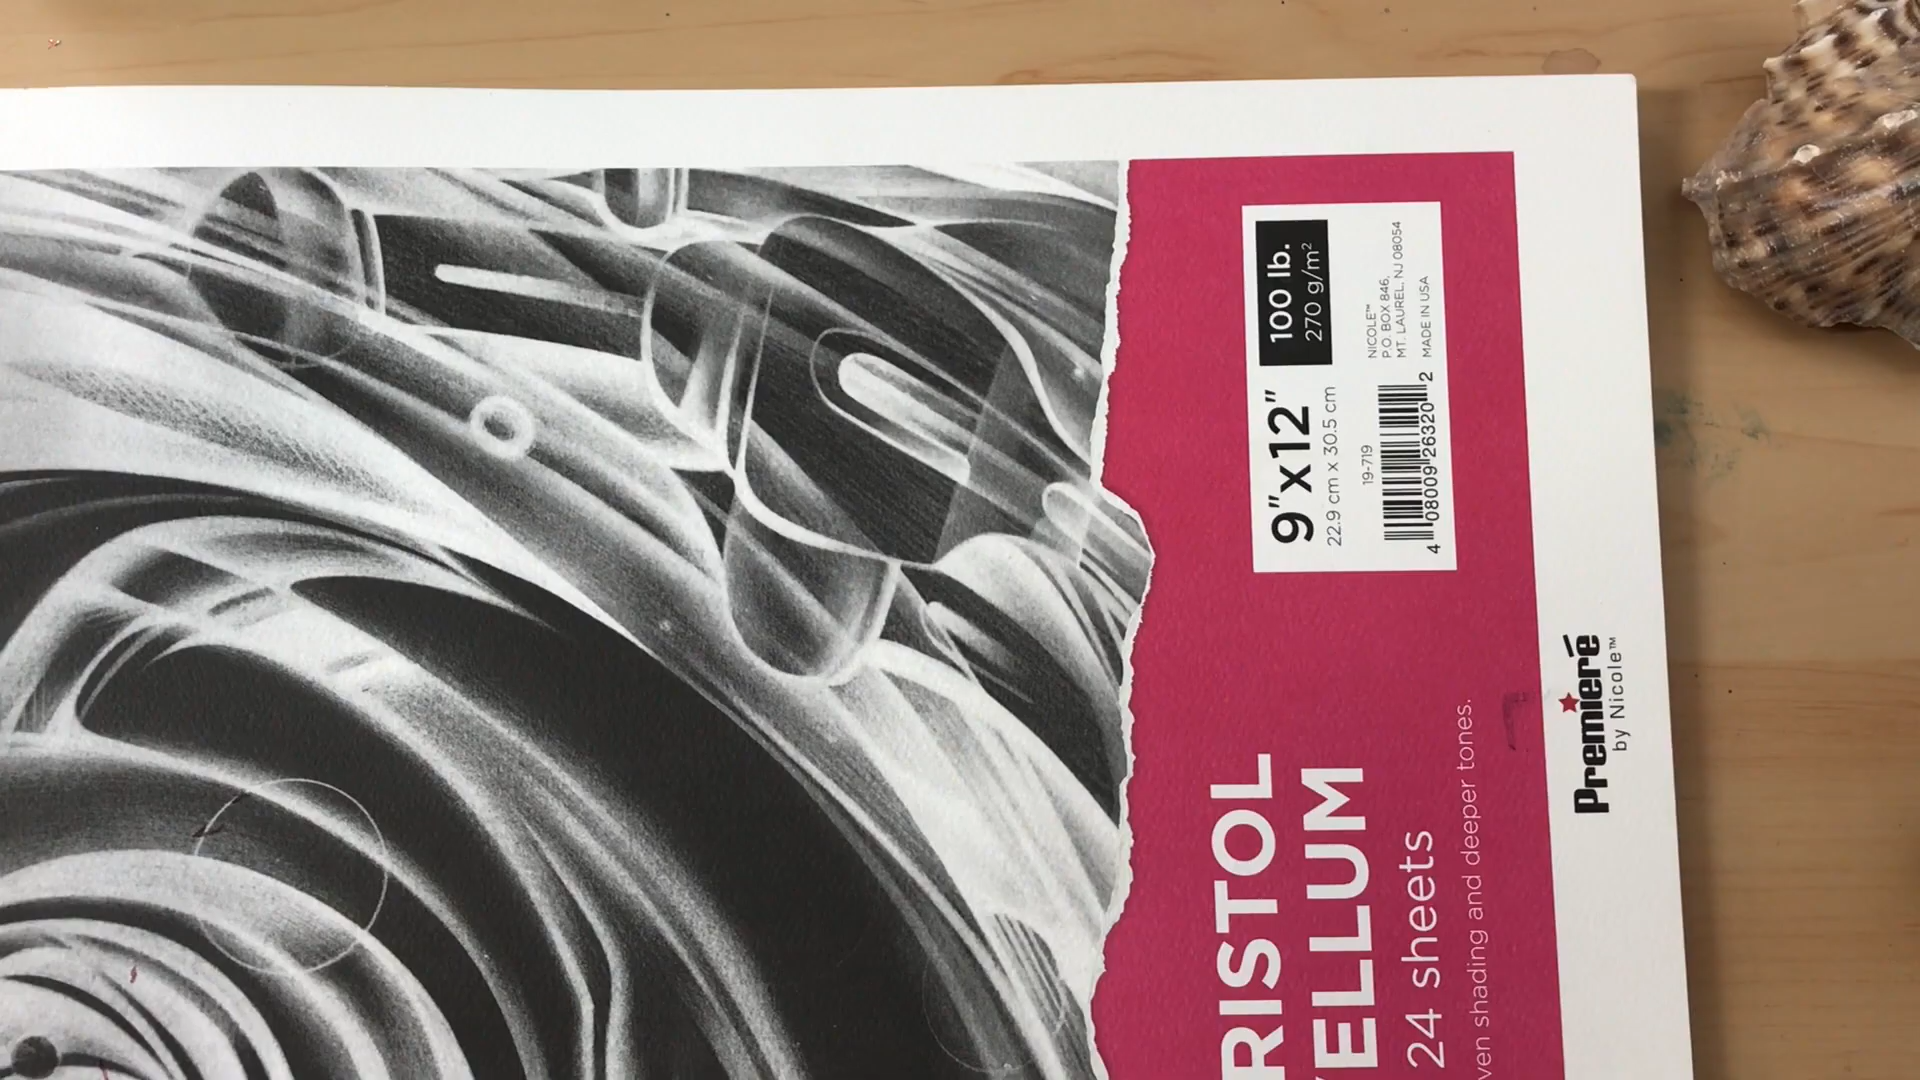 100 lb.
270 g/m²
9"x12"
22.9 cm x 30.5 cm
NICOLE™
P.O. BOX 846,
MT. LAUREL, NJ 08054
MADE IN USA
19-719
4 08009 26320 2
RISTOL
VELLUM
24 sheets
ven shading and deeper tones.
Premieré
by Nicole™